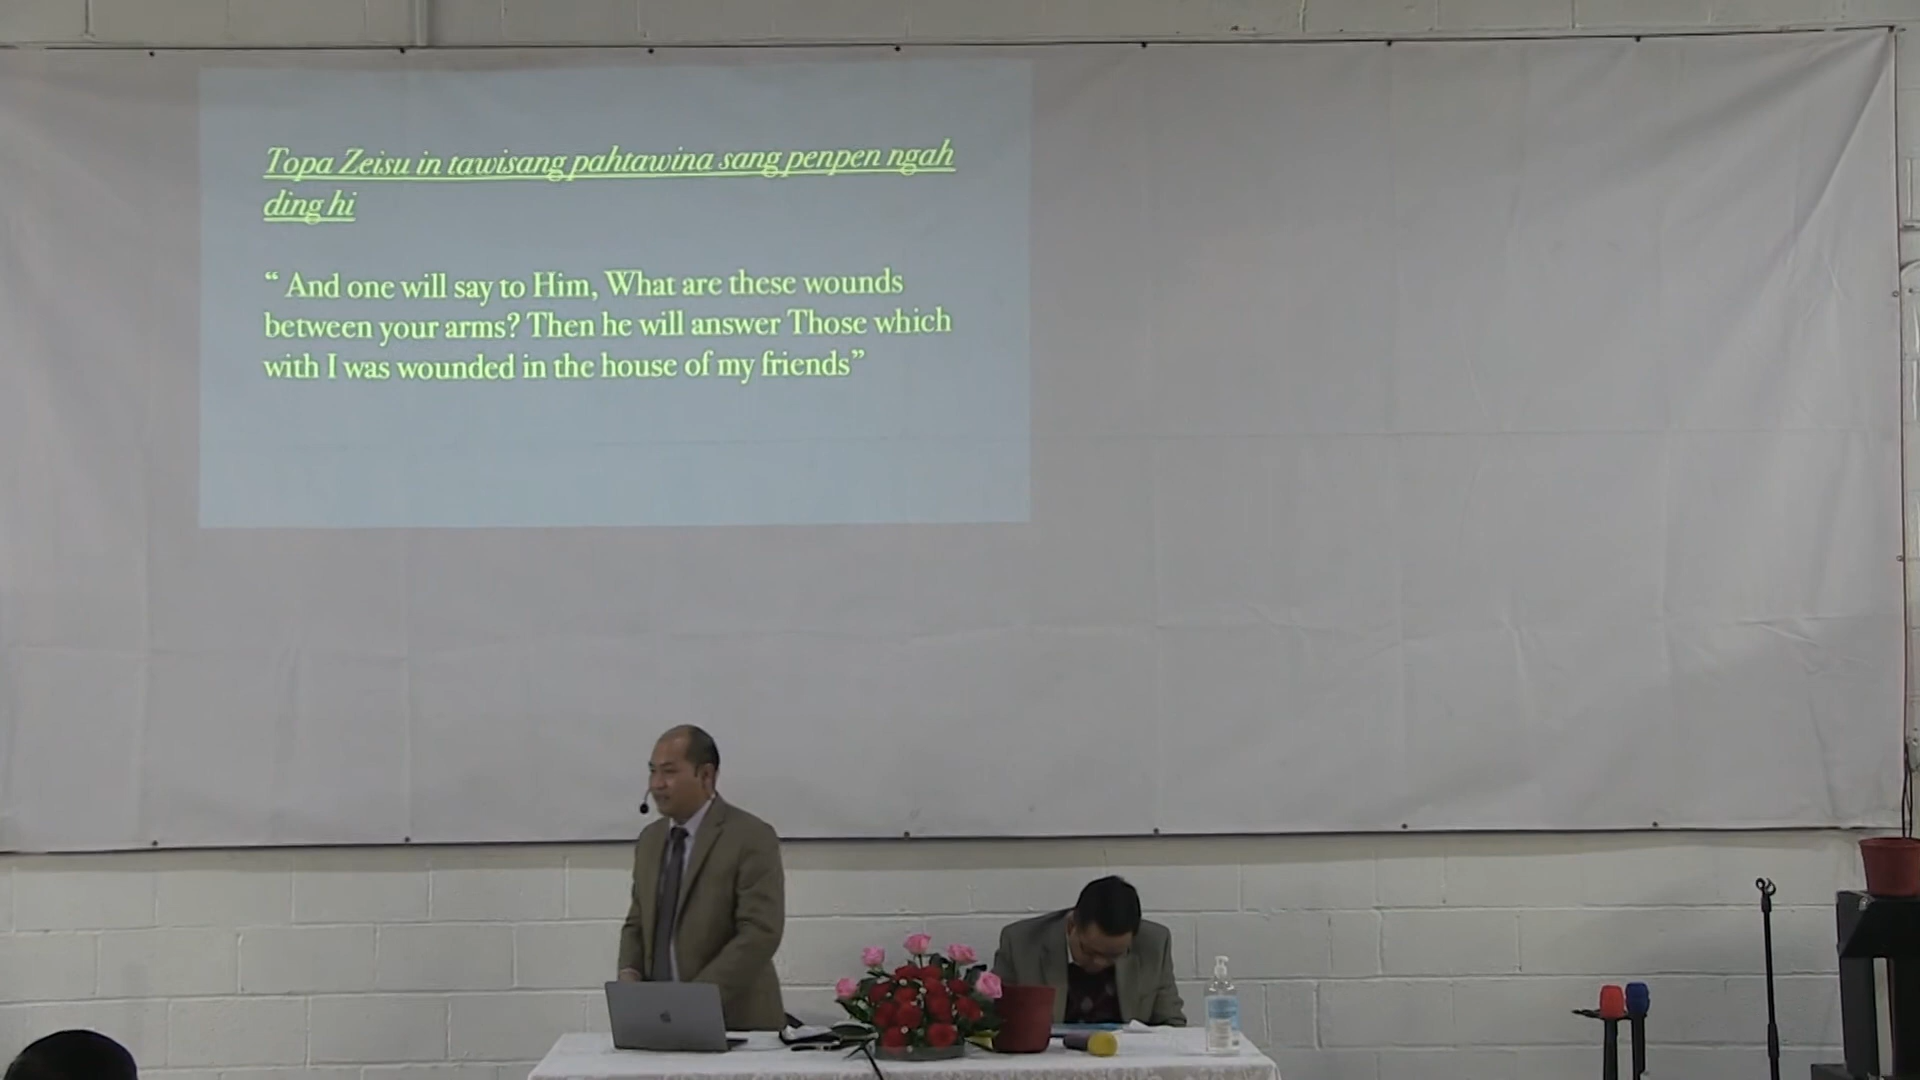 Topa Zeisu in tawisang pahtawina sang penpen ngah
ding hi
“ And one will say to Him, What are these wounds
between your arms? Then he will answer Those which
with I was wounded in the house of my friends”